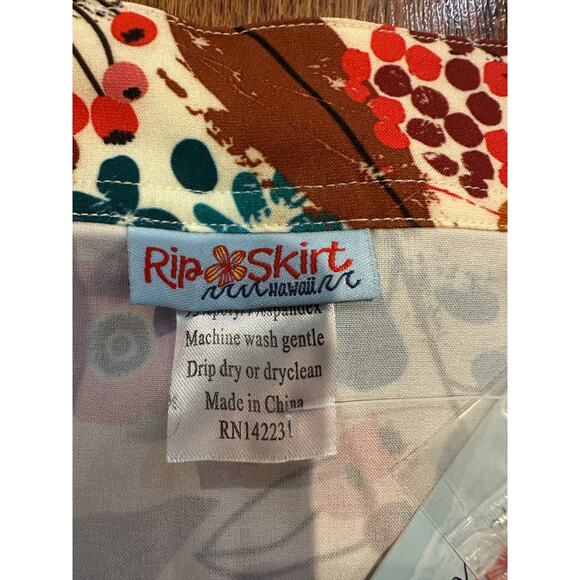 Rip Skirt
Hawaii
Machine wash gentle
Drip dry or dryclean
Made in China
RN142231